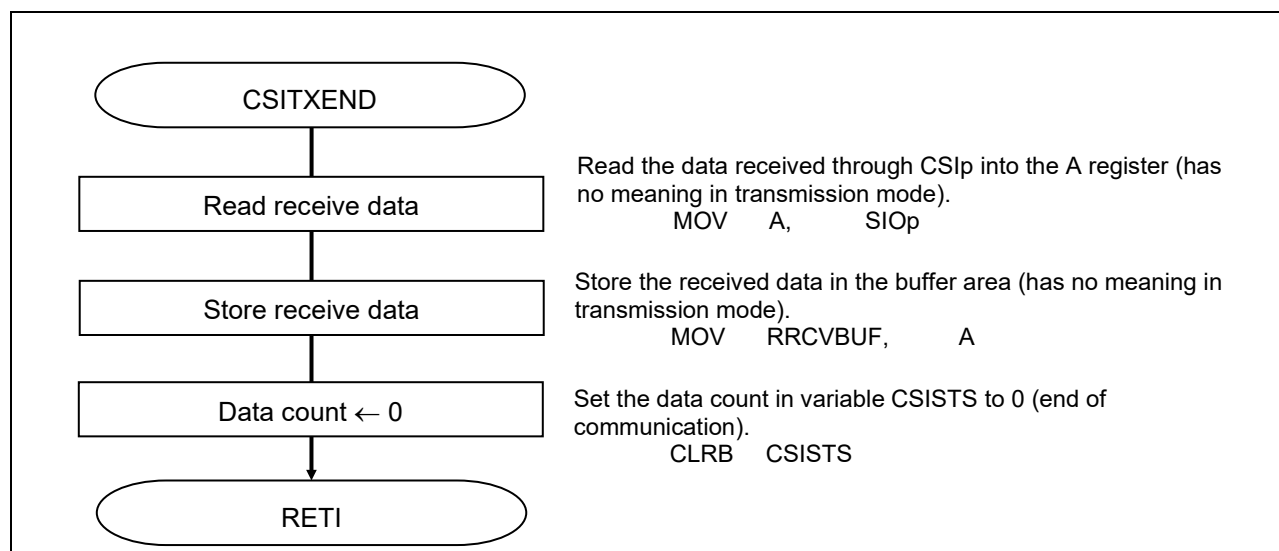 CSITXEND
Read the data received through CSIp into the A register (has
no meaning in transmission mode).
MOV A, SIOp
Read receive data
Store the received data in the buffer area (has no meaning in
transmission mode).
MOV RRCVBUF, A
Store receive data
Set the data count in variable CSISTS to 0 (end of
communication).
CLRB CSISTS
Data count ← 0
RETI